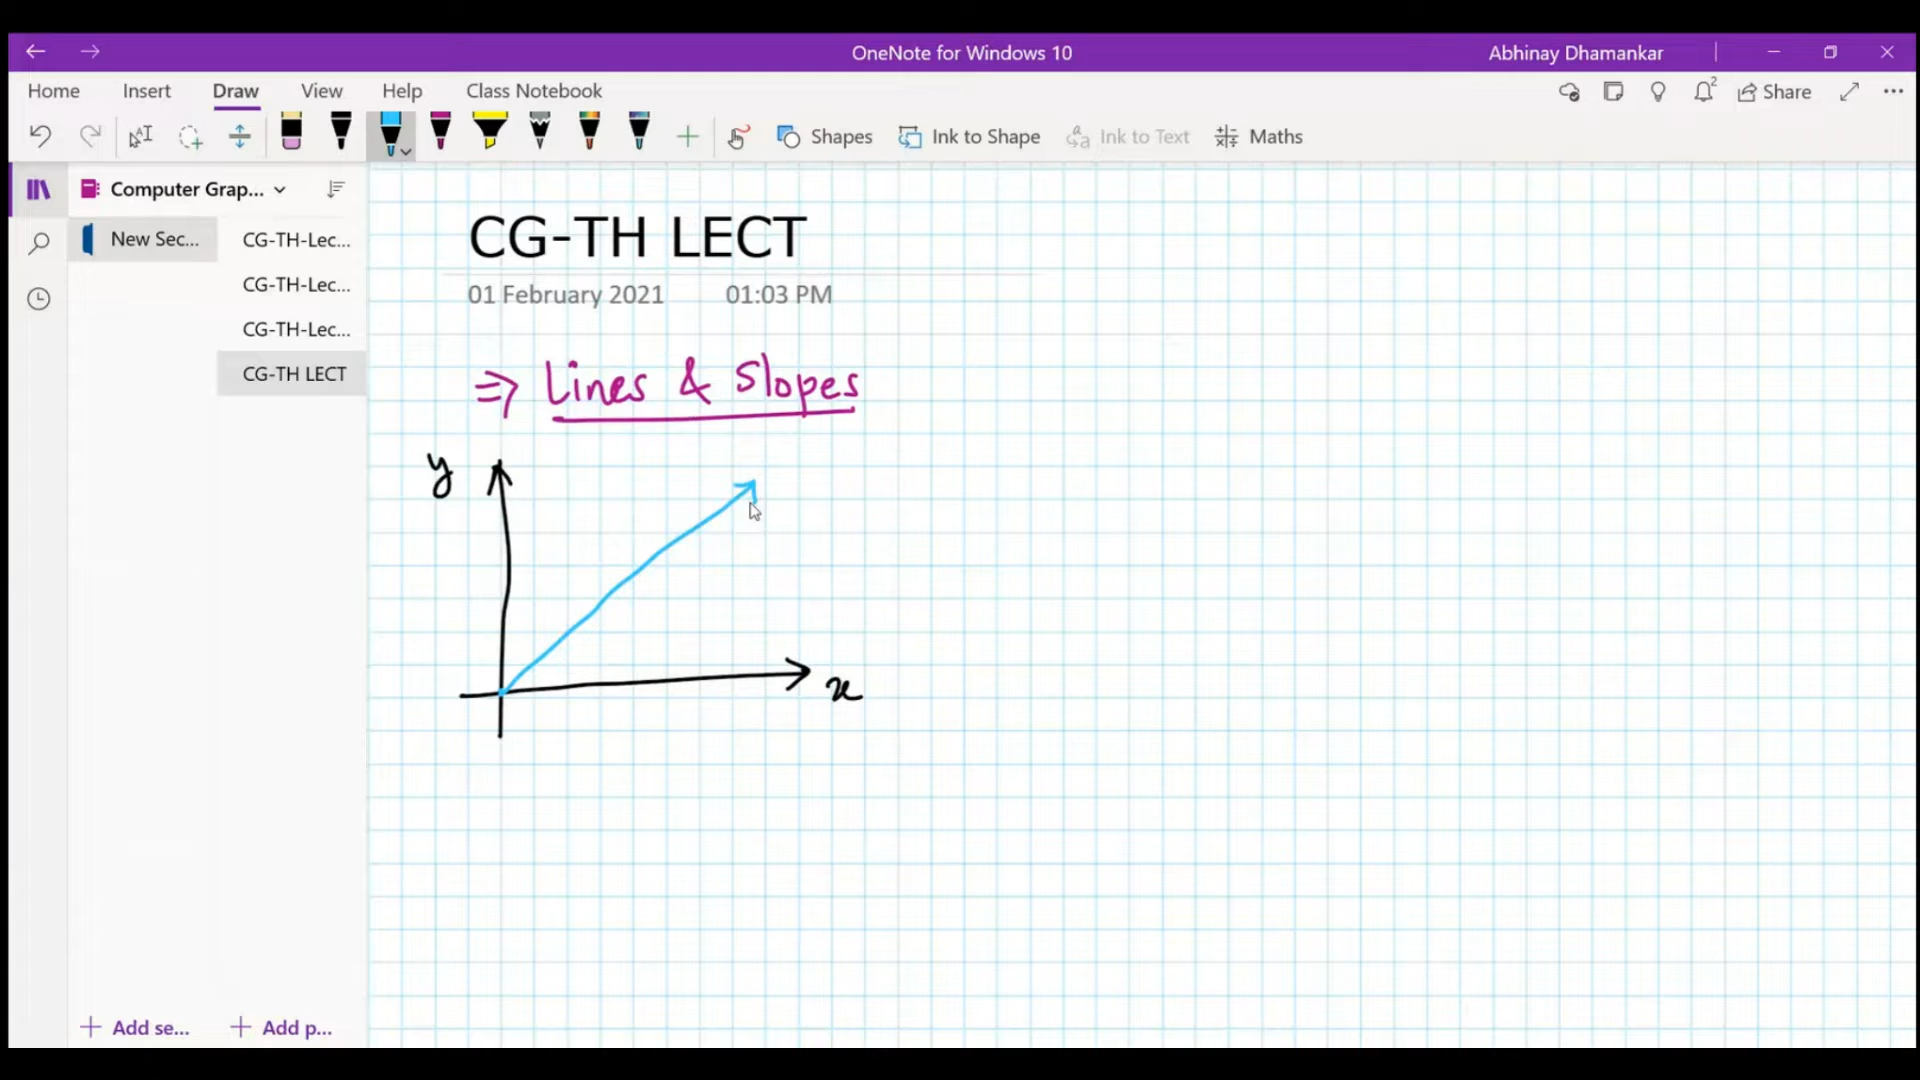 OneNote for Windows 10
Abhinay Dhamankar
Home Insert Draw View Help Class Notebook
2 Share
Shapes Ink to Shape Ink to Text Maths
Computer Grap...
New Sec...
CG-TH-Lec...
CG-TH-Lec...
CG-TH-Lec...
CG-TH LECT
CG-TH LECT
01 February 2021 01:03 PM
⇒ Lines & Slopes
y
x
Add se... Add p...